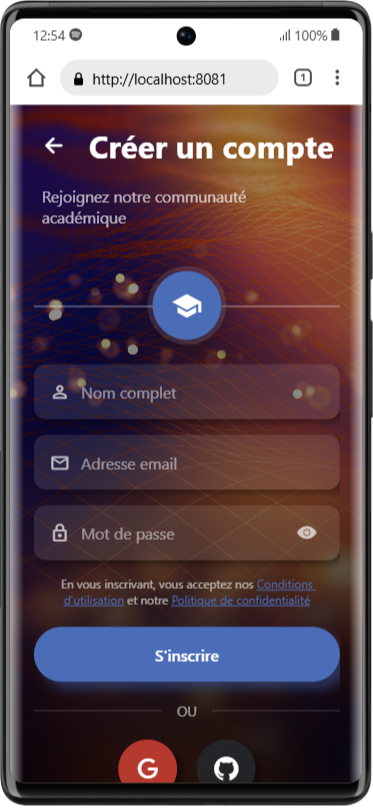 12:54 100%
http://localhost:8081 1
Créer un compte
Rejoignez notre communauté
académique
Nom complet
Adresse email
Mot de passe
En vous inscrivant, vous acceptez nos Conditions
d'utilisation et notre Politique de confidentialité
S'inscrire
OU
G